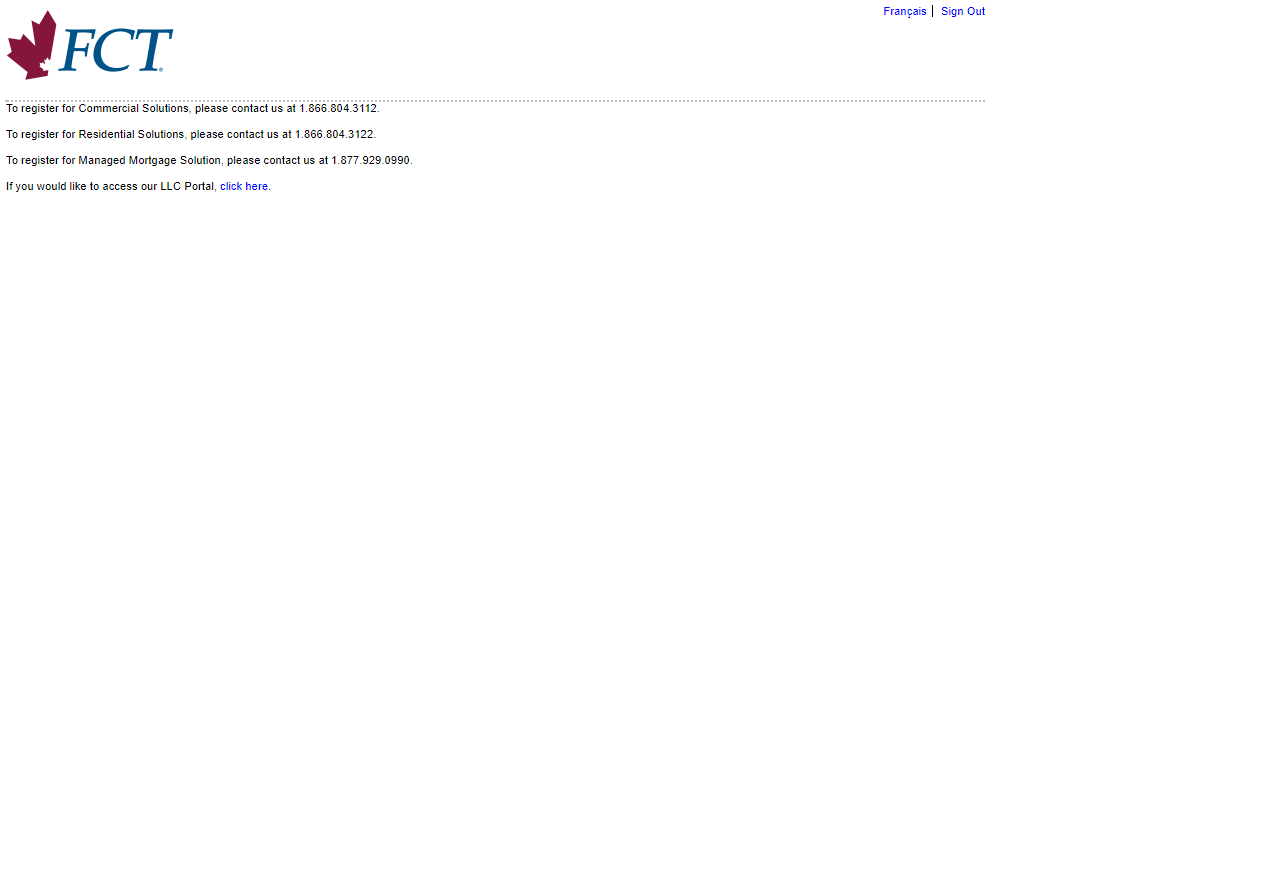 Français | Sign Out
FCT®
To register for Commercial Solutions, please contact us at 1.866.804.3112.
To register for Residential Solutions, please contact us at 1.866.804.3122.
To register for Managed Mortgage Solution, please contact us at 1.877.929.0990.
If you would like to access our LLC Portal, click here.